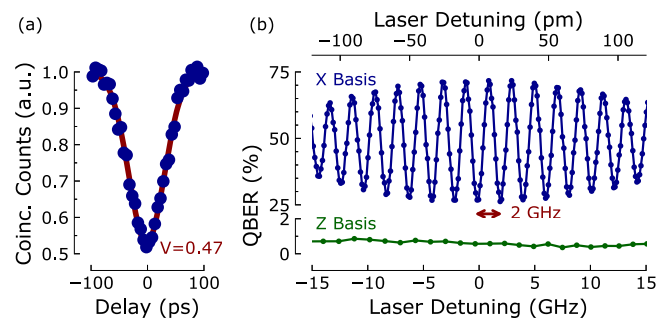 (a)
Coinc. Counts (a.u.)
1.0
0.9
0.8
0.7
0.6
0.5
V=0.47
−100 0 100
Delay (ps)
(b)
Laser Detuning (pm)
−100 −50 0 50 100
QBER (%)
75
X Basis
50
25
2 GHz
2
Z Basis
0
−15 −10 −5 0 5 10 15
Laser Detuning (GHz)